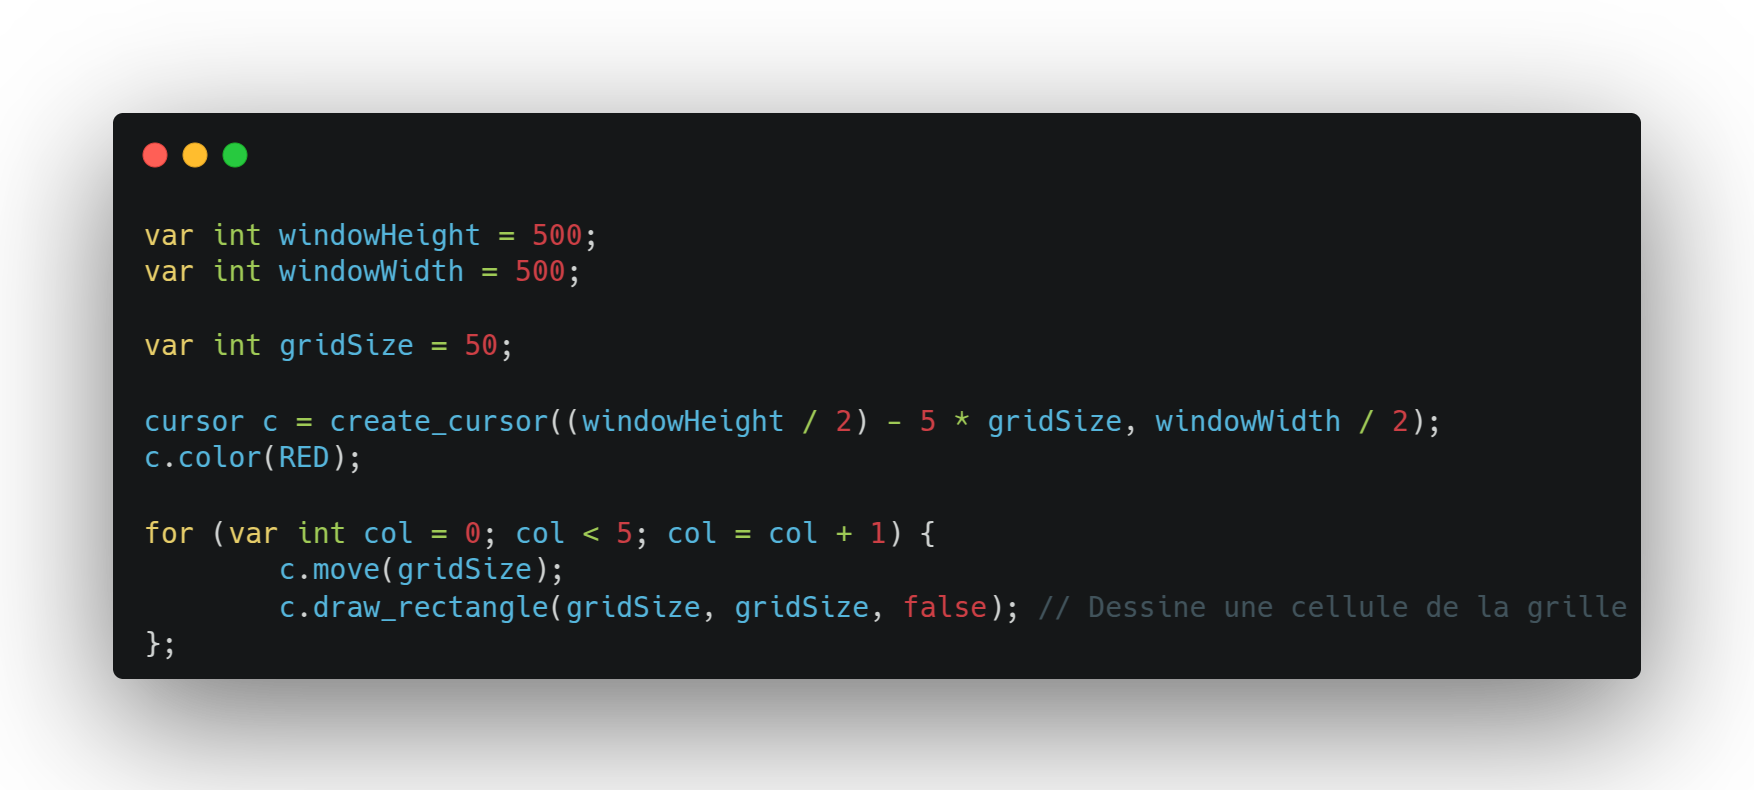 var int windowHeight = 500;
var int windowWidth = 500;

var int gridSize = 50;

cursor c = create_cursor((windowHeight / 2) - 5 * gridSize, windowWidth / 2);
c.color(RED);

for (var int col = 0; col < 5; col = col + 1) {
        c.move(gridSize);
        c.draw_rectangle(gridSize, gridSize, false); // Dessine une cellule de la grille
};